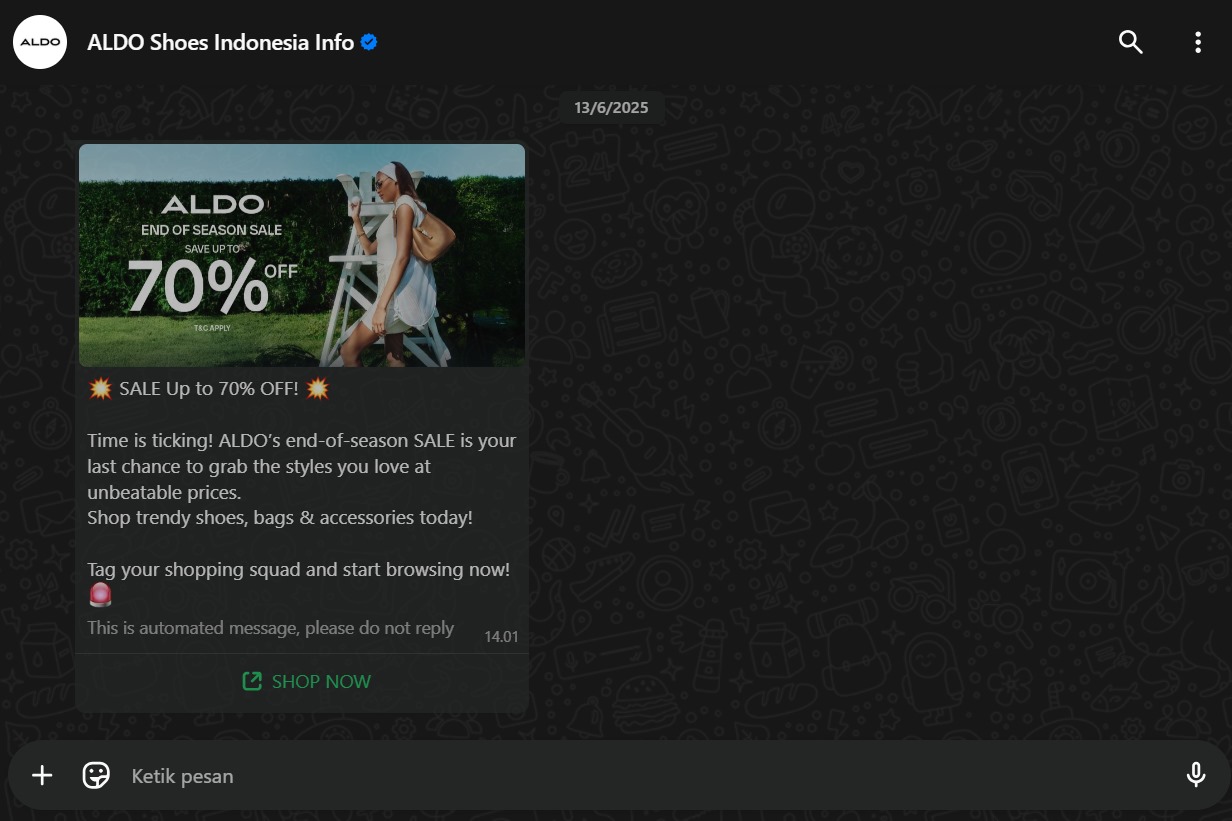 ALDO
ALDO Shoes Indonesia Info
13/6/2025
ALDO
END OF SEASON SALE
SAVE UP TO
70% OFF
T&C APPLY
💥 SALE Up to 70% OFF! 💥
Time is ticking! ALDO’s end-of-season SALE is your
last chance to grab the styles you love at
unbeatable prices.
Shop trendy shoes, bags & accessories today!
Tag your shopping squad and start browsing now!
🚨
This is automated message, please do not reply
14.01
SHOP NOW
Ketik pesan